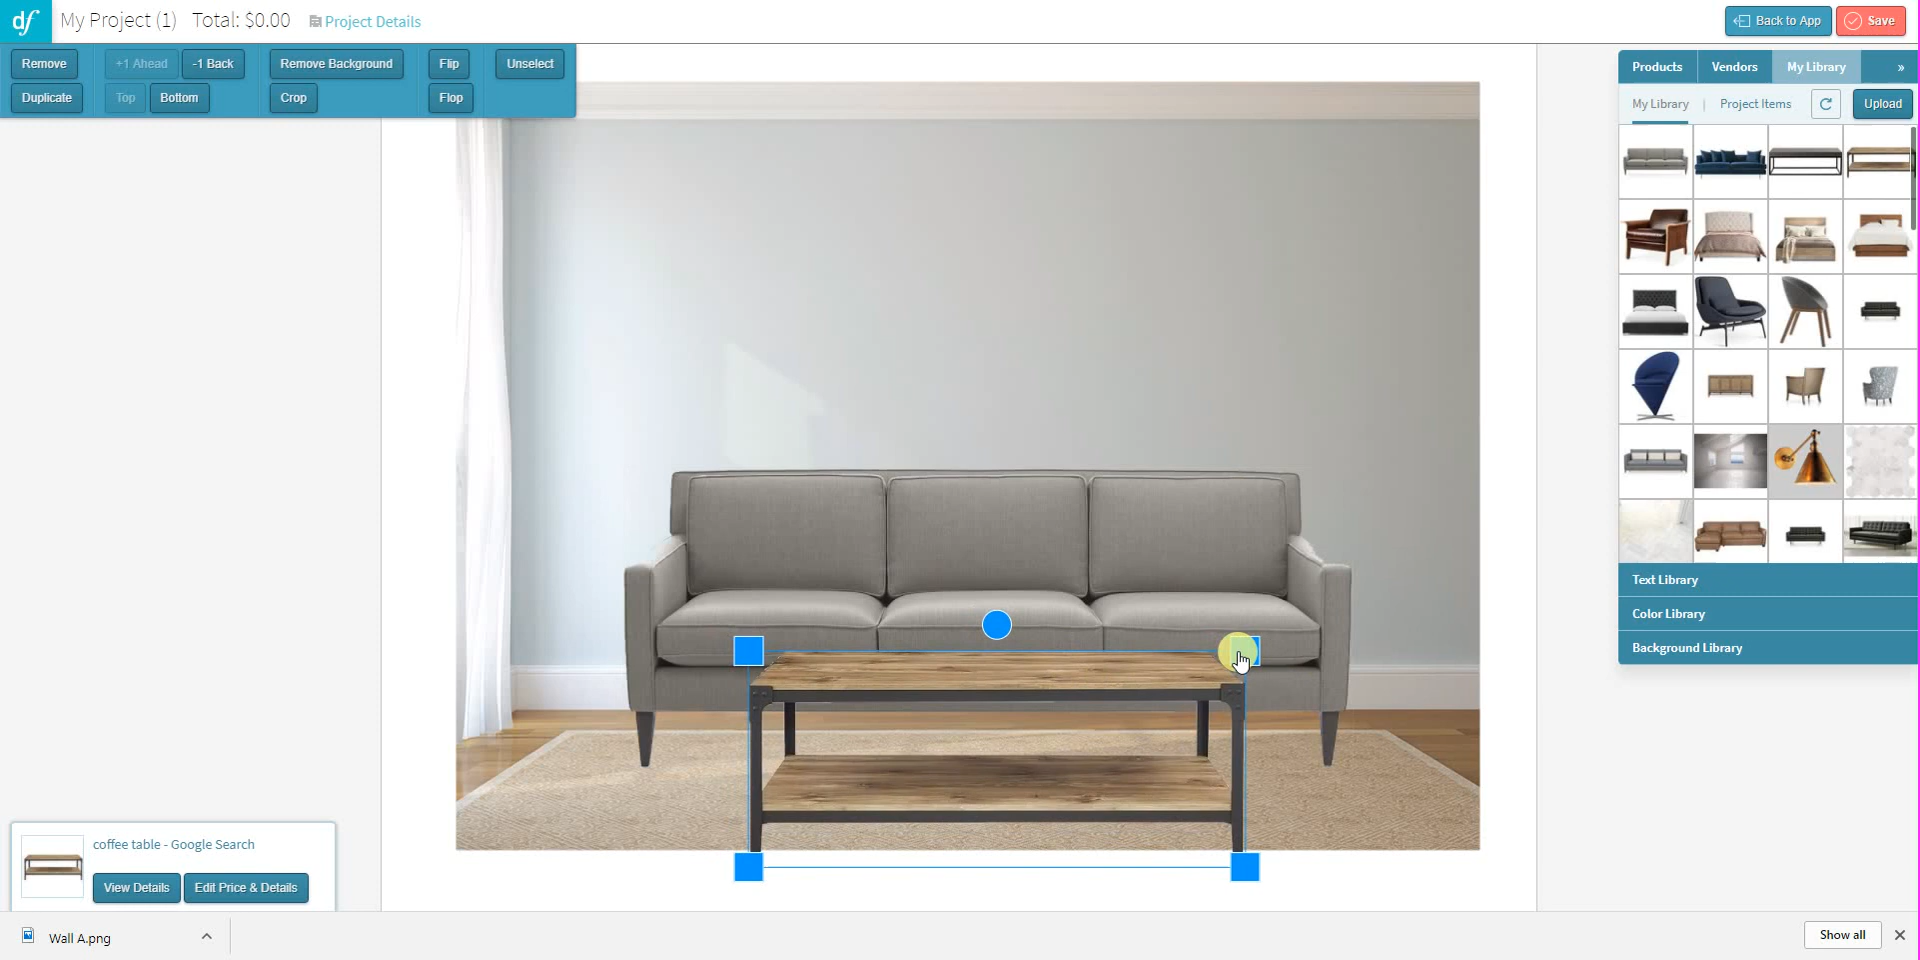 df My Project (1) Total: $0.00 Project Details Back to App Save
Remove +1 Ahead -1 Back Remove Background Flip Unselect
Duplicate Top Bottom Crop Flop
Products Vendors My Library »
My Library | Project Items Upload
Text Library
Color Library
Background Library
coffee table - Google Search
View Details Edit Price & Details
Wall A.png Show all